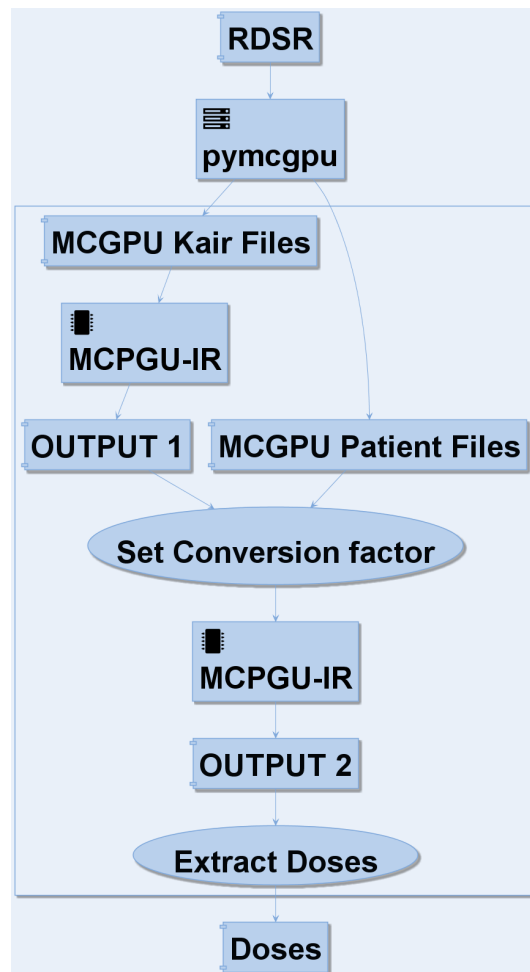 RDSR
pymcgpu
MCGPU Kair Files
MCPGU-IR
OUTPUT 1
MCGPU Patient Files
Set Conversion factor
MCPGU-IR
OUTPUT 2
Extract Doses
Doses